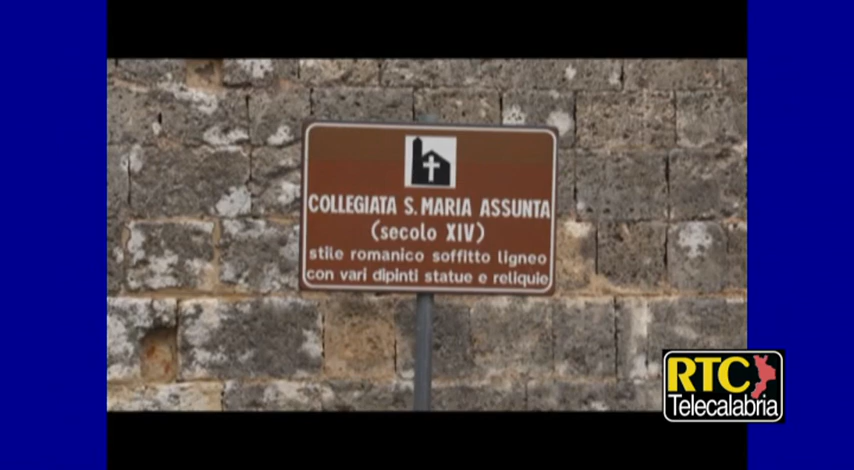 COLLEGIATA S. MARIA ASSUNTA
(secolo XIV)
stile romanico soffitto ligneo
con vari dipinti statue e reliquie
RTC
Telecalabria